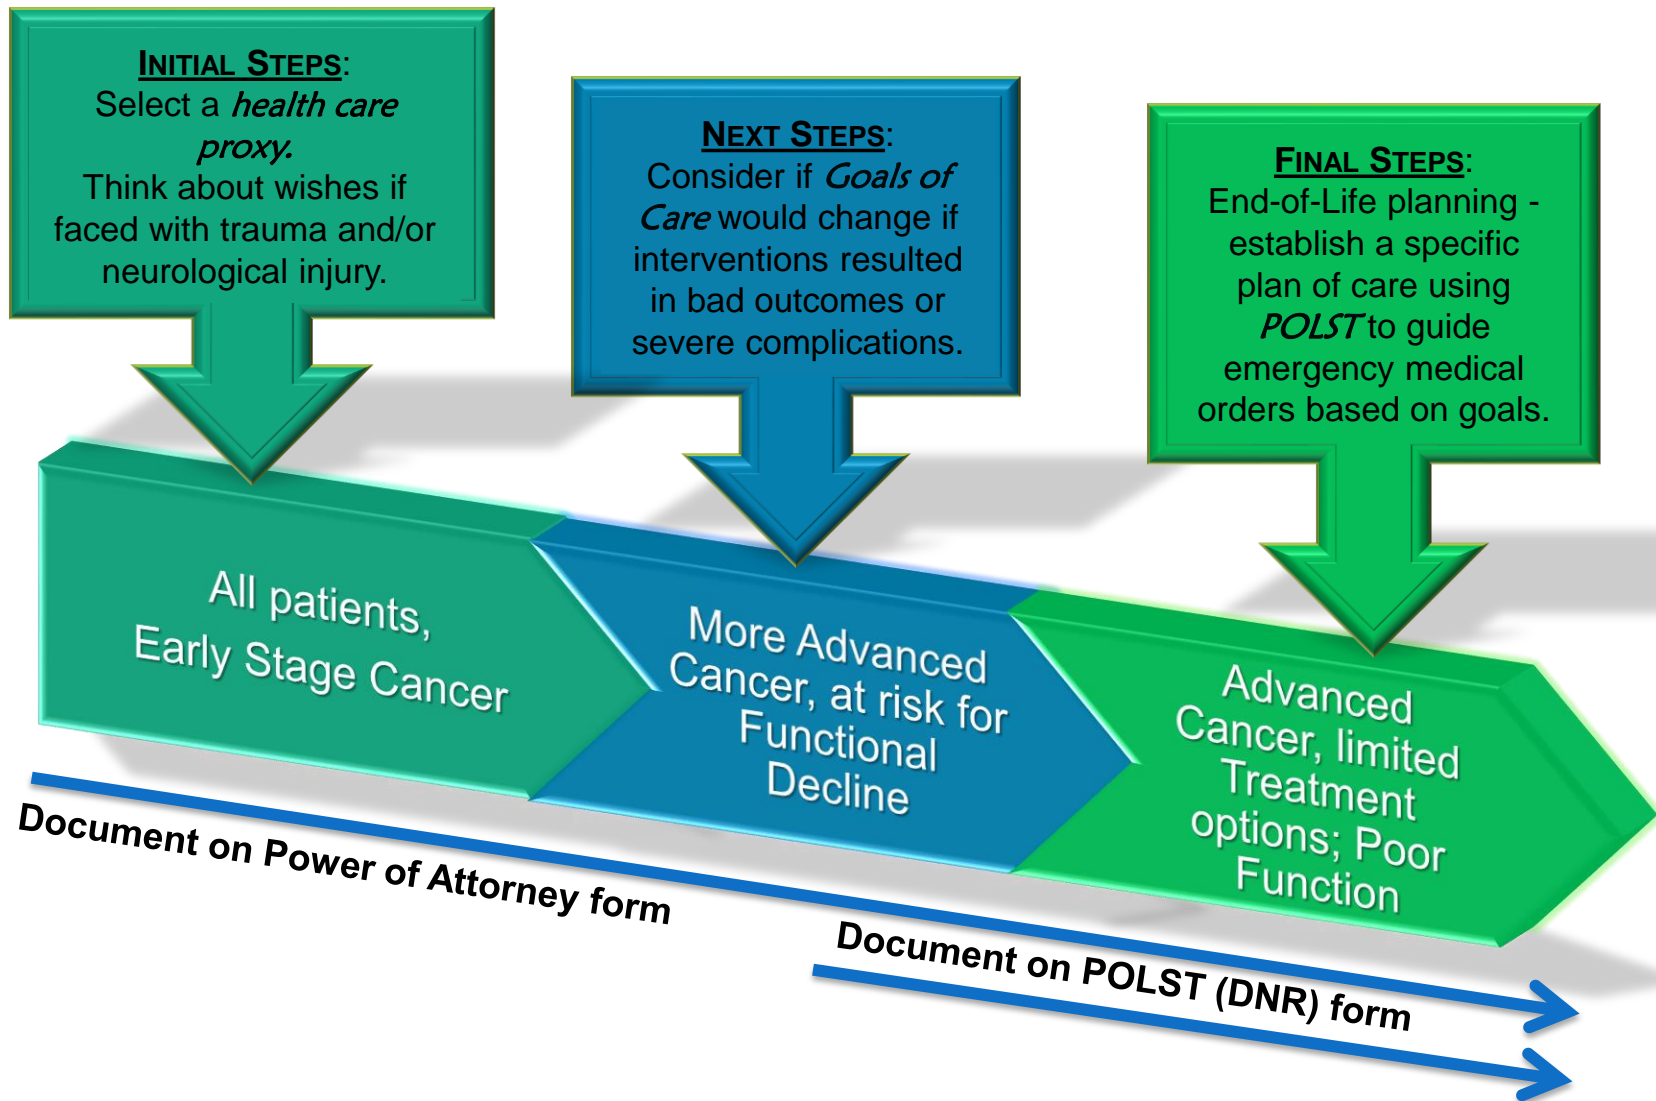 INITIAL STEPS:
Select a health care
proxy.
Think about wishes if
faced with trauma and/or
neurological injury.
NEXT STEPS:
Consider if Goals of
Care would change if
interventions resulted
in bad outcomes or
severe complications.
FINAL STEPS:
End-of-Life planning -
establish a specific
plan of care using
POLST to guide
emergency medical
orders based on goals.
All patients,
Early Stage Cancer
More Advanced
Cancer, at risk for
Functional
Decline
Advanced
Cancer, limited
Treatment
options; Poor
Function
Document on Power of Attorney form
Document on POLST (DNR) form